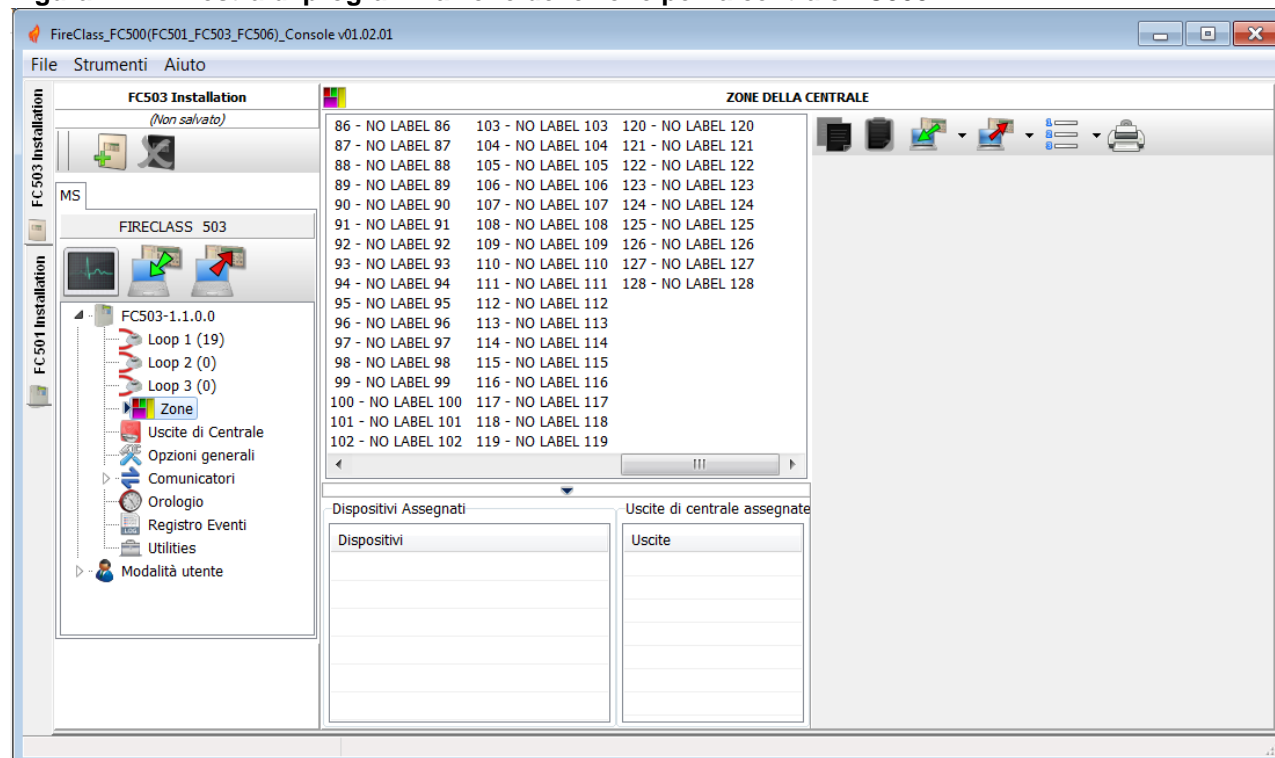 FireClass_FC500(FC501_FC503_FC506)_Console v01.02.01
File Strumenti Aiuto
FC503 Installation
FC501 Installation
FC503 Installation
(Non salvato)
MS
FIRECLASS 503
FC503-1.1.0.0
Loop 1 (19)
Loop 2 (0)
Loop 3 (0)
Zone
Uscite di Centrale
Opzioni generali
Comunicatori
Orologio
Registro Eventi
Utilities
Modalità utente
ZONE DELLA CENTRALE
86 - NO LABEL 86 103 - NO LABEL 103 120 - NO LABEL 120
87 - NO LABEL 87 104 - NO LABEL 104 121 - NO LABEL 121
88 - NO LABEL 88 105 - NO LABEL 105 122 - NO LABEL 122
89 - NO LABEL 89 106 - NO LABEL 106 123 - NO LABEL 123
90 - NO LABEL 90 107 - NO LABEL 107 124 - NO LABEL 124
91 - NO LABEL 91 108 - NO LABEL 108 125 - NO LABEL 125
92 - NO LABEL 92 109 - NO LABEL 109 126 - NO LABEL 126
93 - NO LABEL 93 110 - NO LABEL 110 127 - NO LABEL 127
94 - NO LABEL 94 111 - NO LABEL 111 128 - NO LABEL 128
95 - NO LABEL 95 112 - NO LABEL 112
96 - NO LABEL 96 113 - NO LABEL 113
97 - NO LABEL 97 114 - NO LABEL 114
98 - NO LABEL 98 115 - NO LABEL 115
99 - NO LABEL 99 116 - NO LABEL 116
100 - NO LABEL 100 117 - NO LABEL 117
101 - NO LABEL 101 118 - NO LABEL 118
102 - NO LABEL 102 119 - NO LABEL 119
Dispositivi Assegnati Uscite di centrale assegnate
Dispositivi Uscite